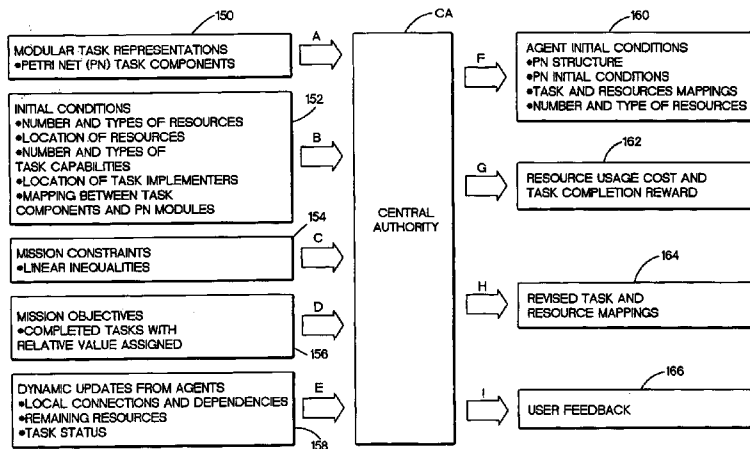 150
MODULAR TASK REPRESENTATIONS
•PETRI NET (PN) TASK COMPONENTS
A
152
INITIAL CONDITIONS
•NUMBER AND TYPES OF RESOURCES
•LOCATION OF RESOURCES
•NUMBER AND TYPES OF
TASK CAPABILITIES
•LOCATION OF TASK IMPLEMENTERS
•MAPPING BETWEEN TASK
COMPONENTS AND PN MODULES
B
154
MISSION CONSTRAINTS
•LINEAR INEQUALITIES
C
MISSION OBJECTIVES
•COMPLETED TASKS WITH
RELATIVE VALUE ASSIGNED
156
D
DYNAMIC UPDATES FROM AGENTS
•LOCAL CONNECTIONS AND DEPENDENCIES
•REMAINING RESOURCES
•TASK STATUS
158
E
CA
CENTRAL
AUTHORITY
F
160
AGENT INITIAL CONDITIONS
•PN STRUCTURE
•PN INITIAL CONDITIONS
•TASK AND RESOURCES MAPPINGS
•NUMBER AND TYPE OF RESOURCES
G
162
RESOURCE USAGE COST AND
TASK COMPLETION REWARD
H
164
REVISED TASK AND
RESOURCE MAPPINGS
I
166
USER FEEDBACK